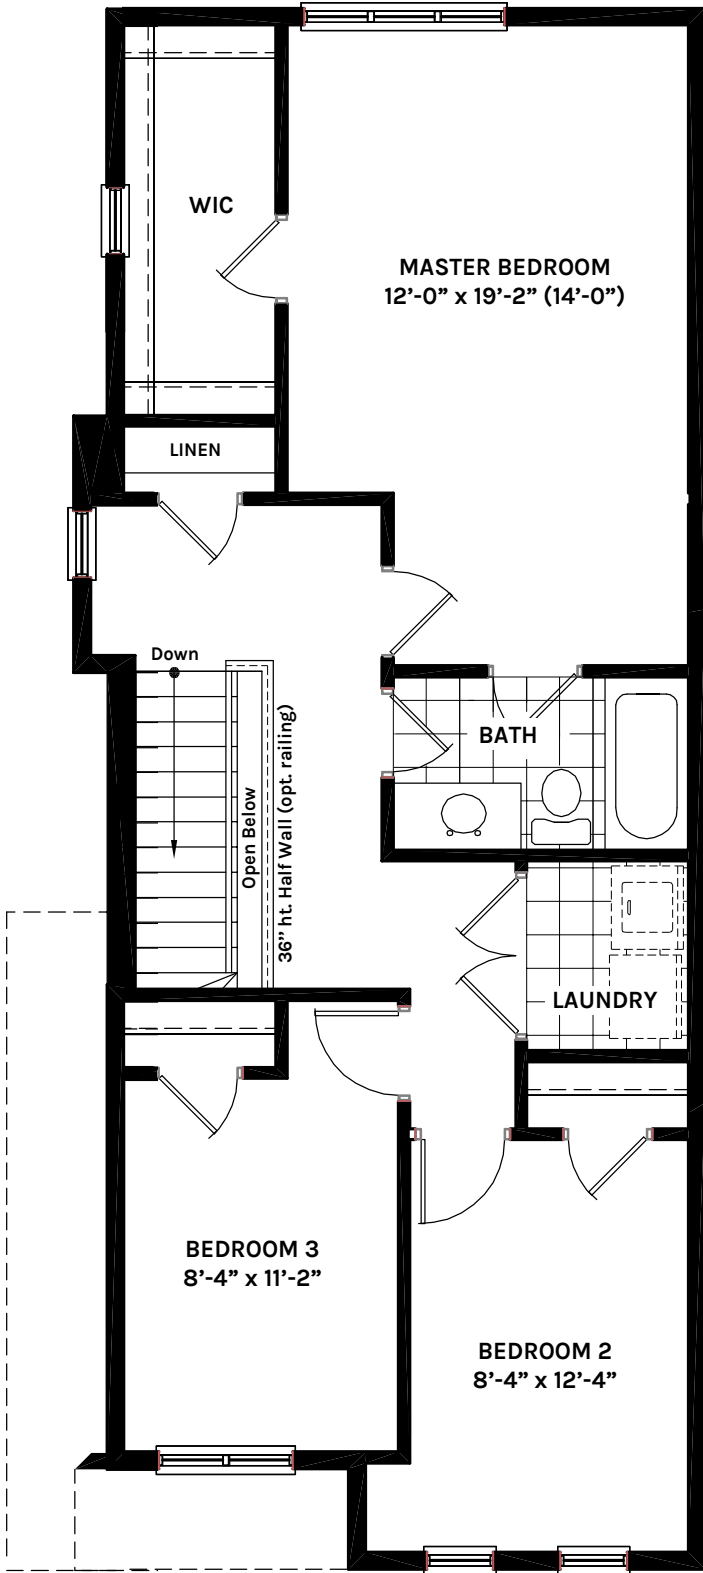 WIC
MASTER BEDROOM
12’-0” x 19’-2” (14’-0”)
LINEN
Down
BATH
Open Below
36” ht. Half Wall (opt. railing)
LAUNDRY
BEDROOM 3
8’-4” x 11’-2”
BEDROOM 2
8’-4” x 12’-4”